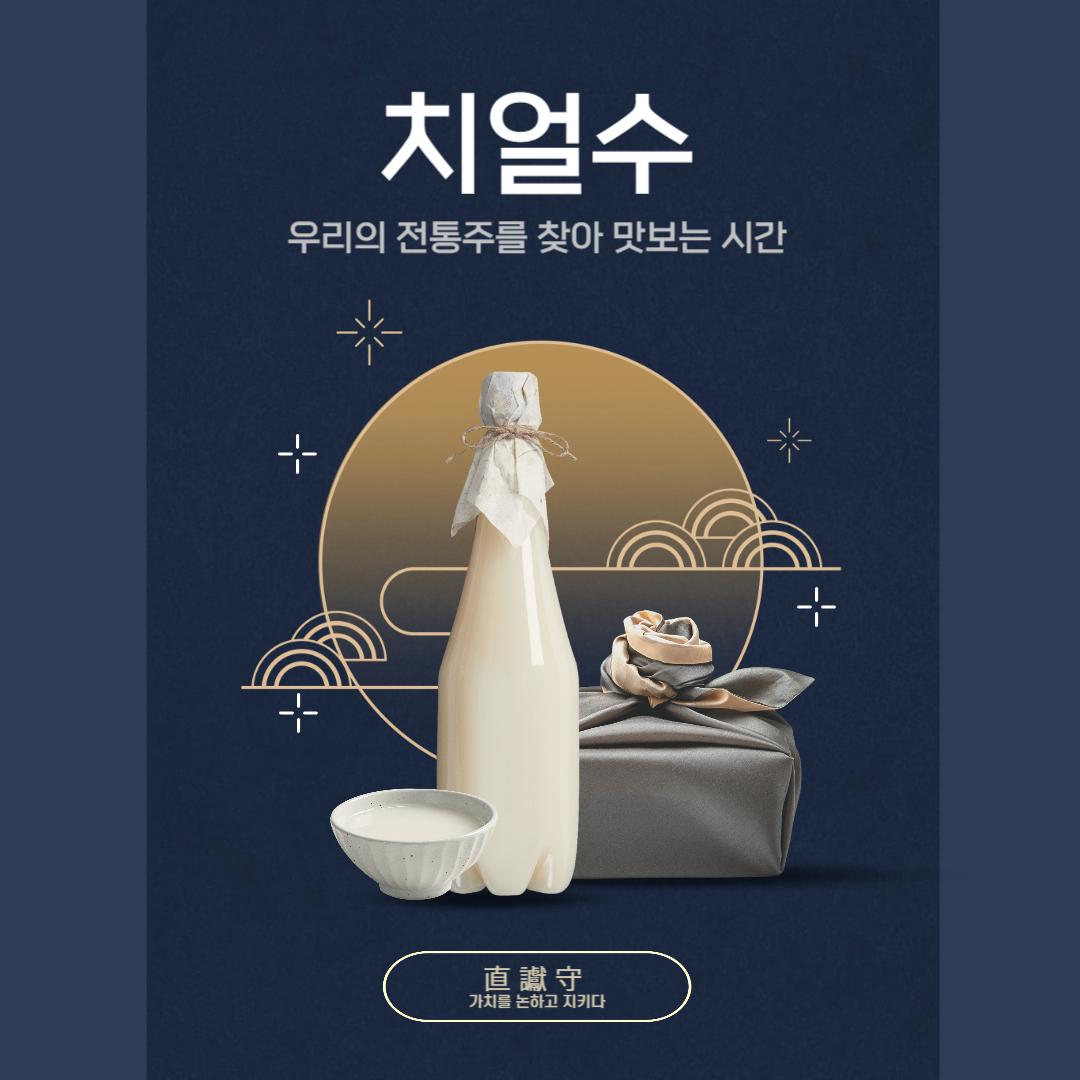 치얼수
우리의 전통주를 찾아 맛보는 시간
直 讞 守
가치를 논하고 지키다